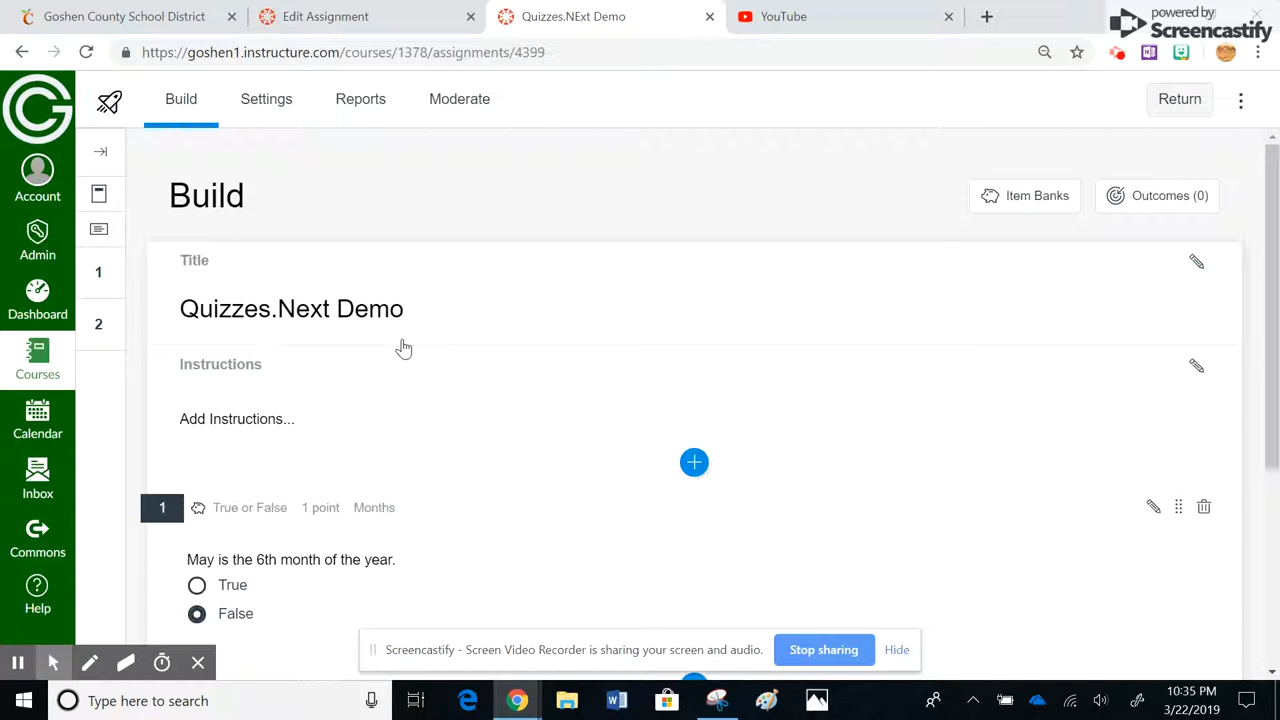 Goshen County School District
Edit Assignment
Quizzes.NExt Demo
YouTube
powered by
Screencastify
https://goshen1.instructure.com/courses/1378/assignments/4399
Build
Settings
Reports
Moderate
Return
Account
Admin
Dashboard
Courses
Calendar
Inbox
Commons
Help
1
2
Build
Item Banks
Outcomes (0)
Title
Quizzes.Next Demo
Instructions
Add Instructions...
1
True or False
1 point
Months
May is the 6th month of the year.
True
False
Screencastify - Screen Video Recorder is sharing your screen and audio.
Stop sharing
Hide
Type here to search
10:35 PM
3/22/2019